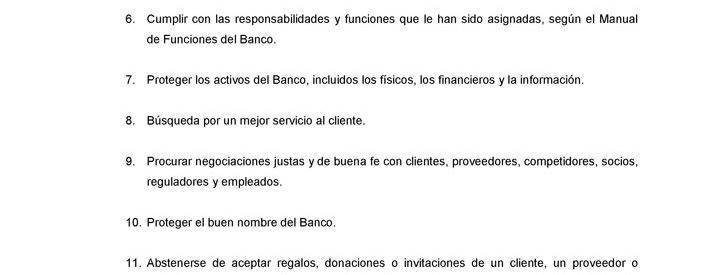 6. Cumplir con las responsabilidades y funciones que le han sido asignadas, según el Manual
de Funciones del Banco.
7. Proteger los activos del Banco, incluidos los físicos, los financieros y la información.
8. Búsqueda por un mejor servicio al cliente.
9. Procurar negociaciones justas y de buena fe con clientes, proveedores, competidores, socios,
reguladores y empleados.
10. Proteger el buen nombre del Banco.
11. Abstenerse de aceptar regalos, donaciones o invitaciones de un cliente, un proveedor o